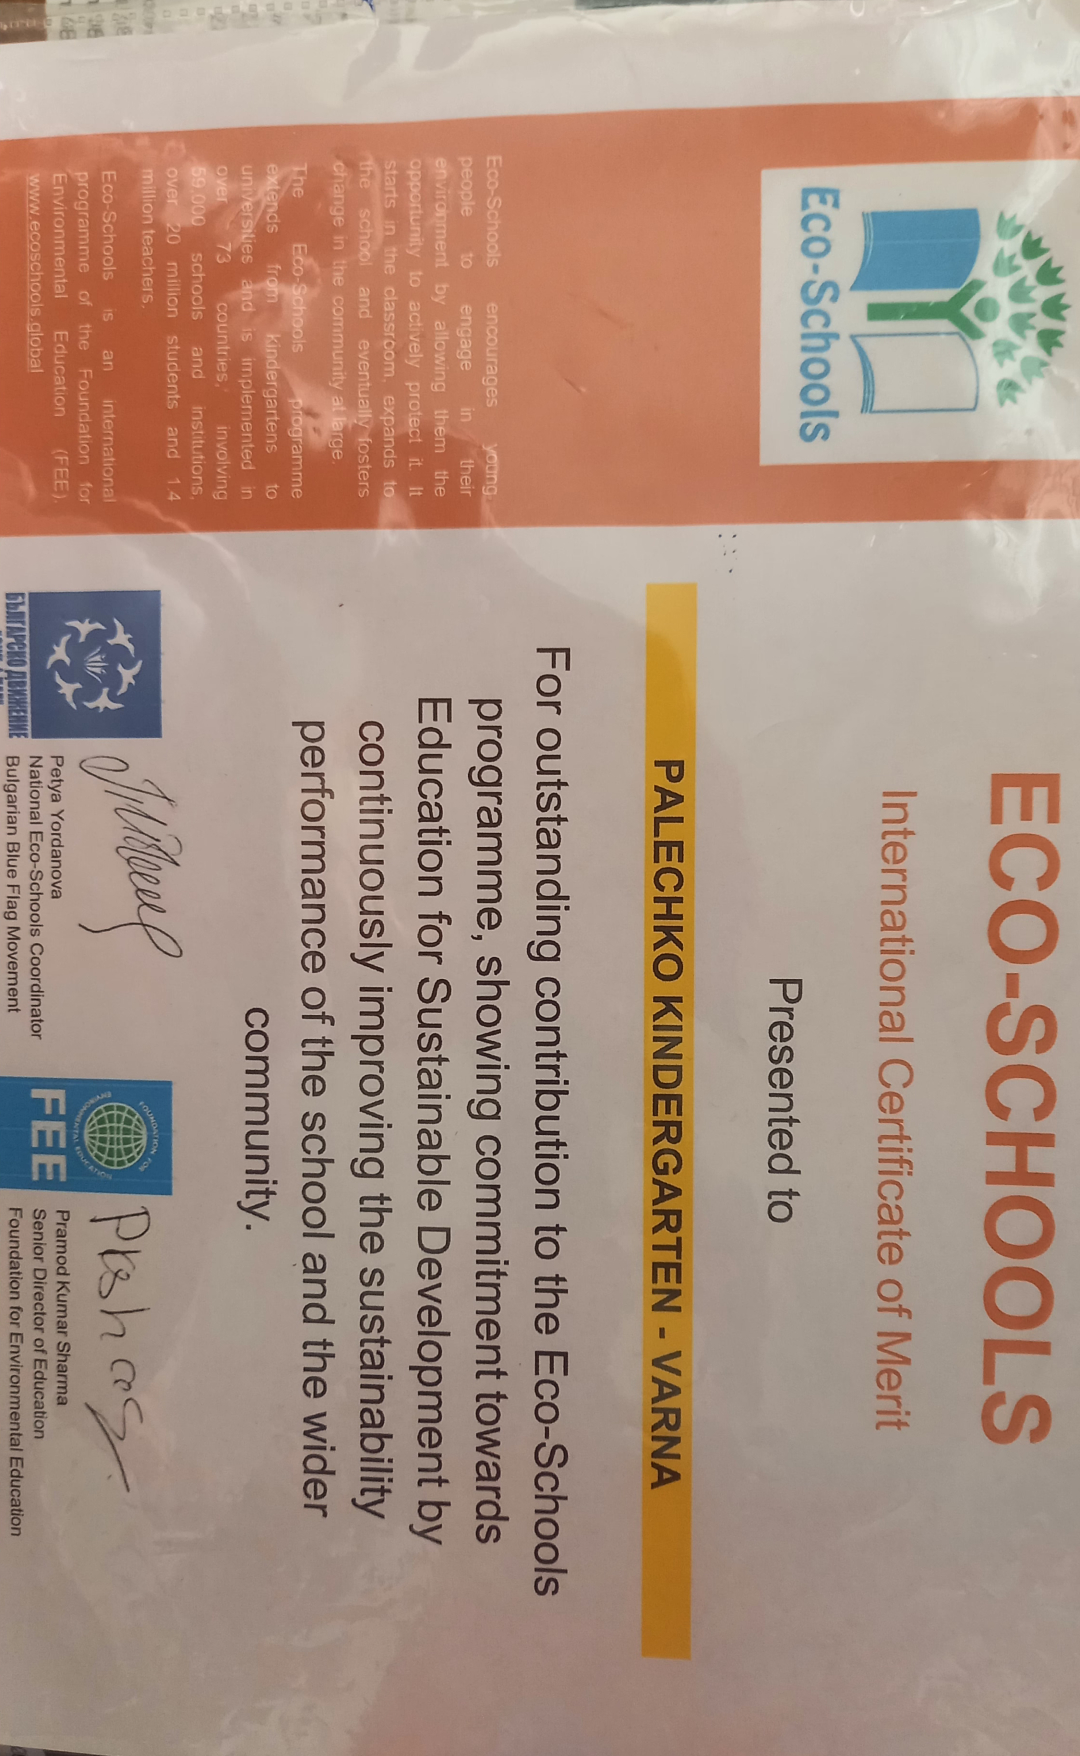 Eco-Schools
Eco-Schools encourages young
people to engage in their
environment by allowing them the
opportunity to actively protect it. It
starts in the classroom, expands to
the school and eventually fosters
change in the community at large.
The Eco-Schools programme
extends from kindergartens to
universities and is implemented in
over 73 countries, involving
59,000 schools and institutions,
over 20 million students and 1.4
million teachers.
Eco-Schools is an international
programme of the Foundation for
Environmental Education (FEE).
www.ecoschools.global
ECO-SCHOOLS
International Certificate of Merit
Presented to
PALECHKO KINDERGARTEN - VARNA
For outstanding contribution to the Eco-Schools
programme, showing commitment towards
Education for Sustainable Development by
continuously improving the sustainability
performance of the school and the wider
community.
БЪЛГАРСКО ДВИЖЕНИЕ
Petya Yordanova
National Eco-Schools Coordinator
Bulgarian Blue Flag Movement
FOUNDATION FOR
ENVIRONMENTAL EDUCATION
FEE
Pramod Kumar Sharma
Senior Director of Education
Foundation for Environmental Education